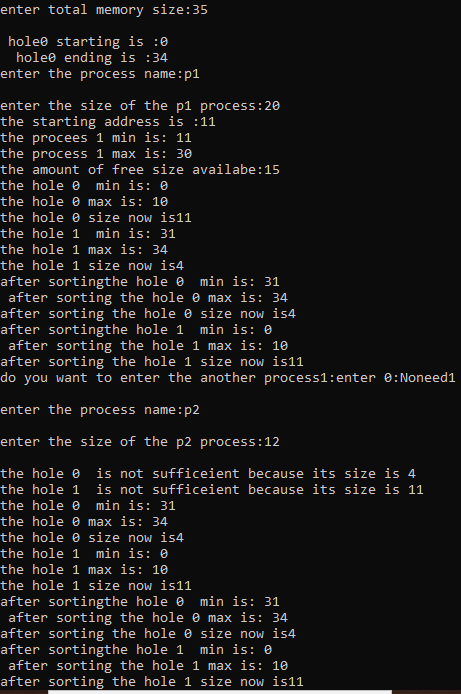 enter total memory size:35
hole0 starting is :0
hole0 ending is :34
enter the process name:p1
enter the size of the p1 process:20
the starting address is :11
the procees 1 min is: 11
the process 1 max is: 30
the amount of free size availabe:15
the hole 0  min is: 0
the hole 0 max is: 10
the hole 0 size now is11
the hole 1  min is: 31
the hole 1 max is: 34
the hole 1 size now is4
after sortingthe hole 0  min is: 31
after sorting the hole 0 max is: 34
after sorting the hole 0 size now is4
after sortingthe hole 1  min is: 0
after sorting the hole 1 max is: 10
after sorting the hole 1 size now is11
do you want to enter the another process1:enter 0:Noneed1
enter the process name:p2
enter the size of the p2 process:12
the hole 0  is not sufficeient because its size is 4
the hole 1  is not sufficeient because its size is 11
the hole 0  min is: 31
the hole 0 max is: 34
the hole 0 size now is4
the hole 1  min is: 0
the hole 1 max is: 10
the hole 1 size now is11
after sortingthe hole 0  min is: 31
after sorting the hole 0 max is: 34
after sorting the hole 0 size now is4
after sortingthe hole 1  min is: 0
after sorting the hole 1 max is: 10
after sorting the hole 1 size now is11